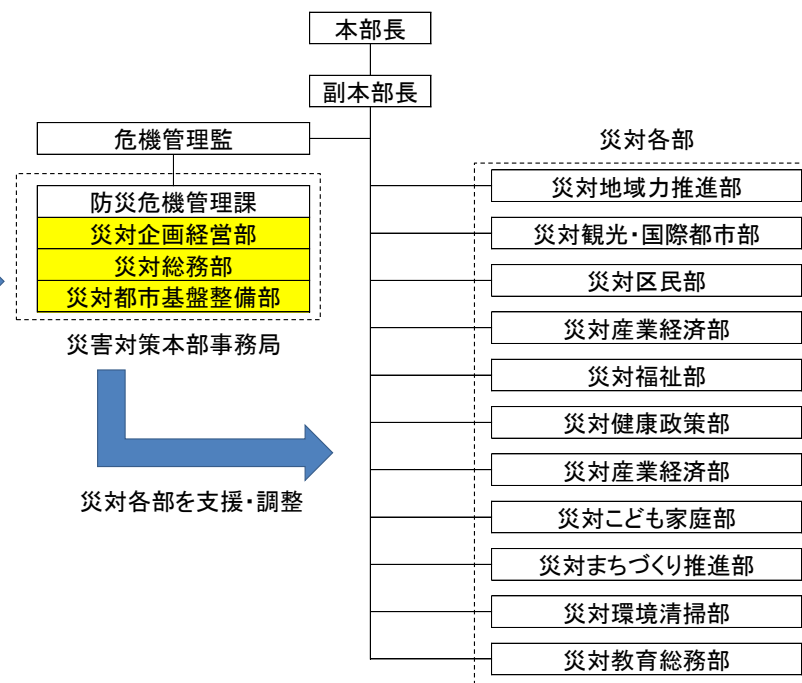 本部長
副本部長
危機管理監
防災危機管理課
災対企画経営部
災対総務部
災対都市基盤整備部
災害対策本部事務局
災対各部を支援・調整
災対各部
災対地域力推進部
災対観光・国際都市部
災対区民部
災対産業経済部
災対福祉部
災対健康政策部
災対産業経済部
災対こども家庭部
災対まちづくり推進部
災対環境清掃部
災対教育総務部